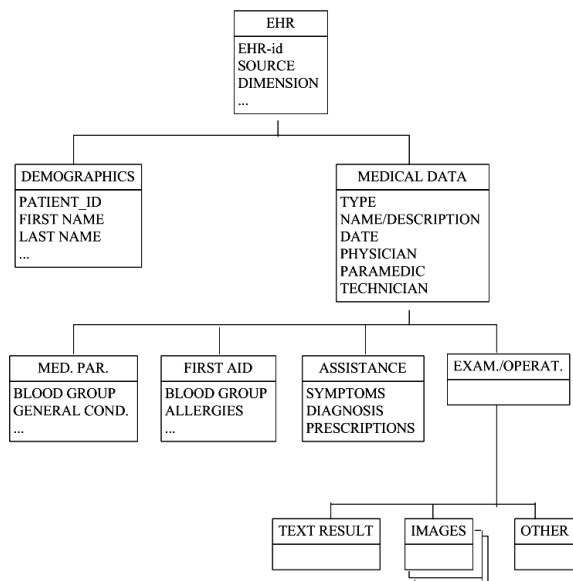 EHR
EHR-id
SOURCE
DIMENSION
...
DEMOGRAPHICS
PATIENT_ID
FIRST NAME
LAST NAME
...
MEDICAL DATA
TYPE
NAME/DESCRIPTION
DATE
PHYSICIAN
PARAMEDIC
TECHNICIAN
MED. PAR.
BLOOD GROUP
GENERAL COND.
...
FIRST AID
BLOOD GROUP
ALLERGIES
...
ASSISTANCE
SYMPTOMS
DIAGNOSIS
PRESCRIPTIONS
EXAM./OPERAT.
TEXT RESULT
IMAGES
OTHER